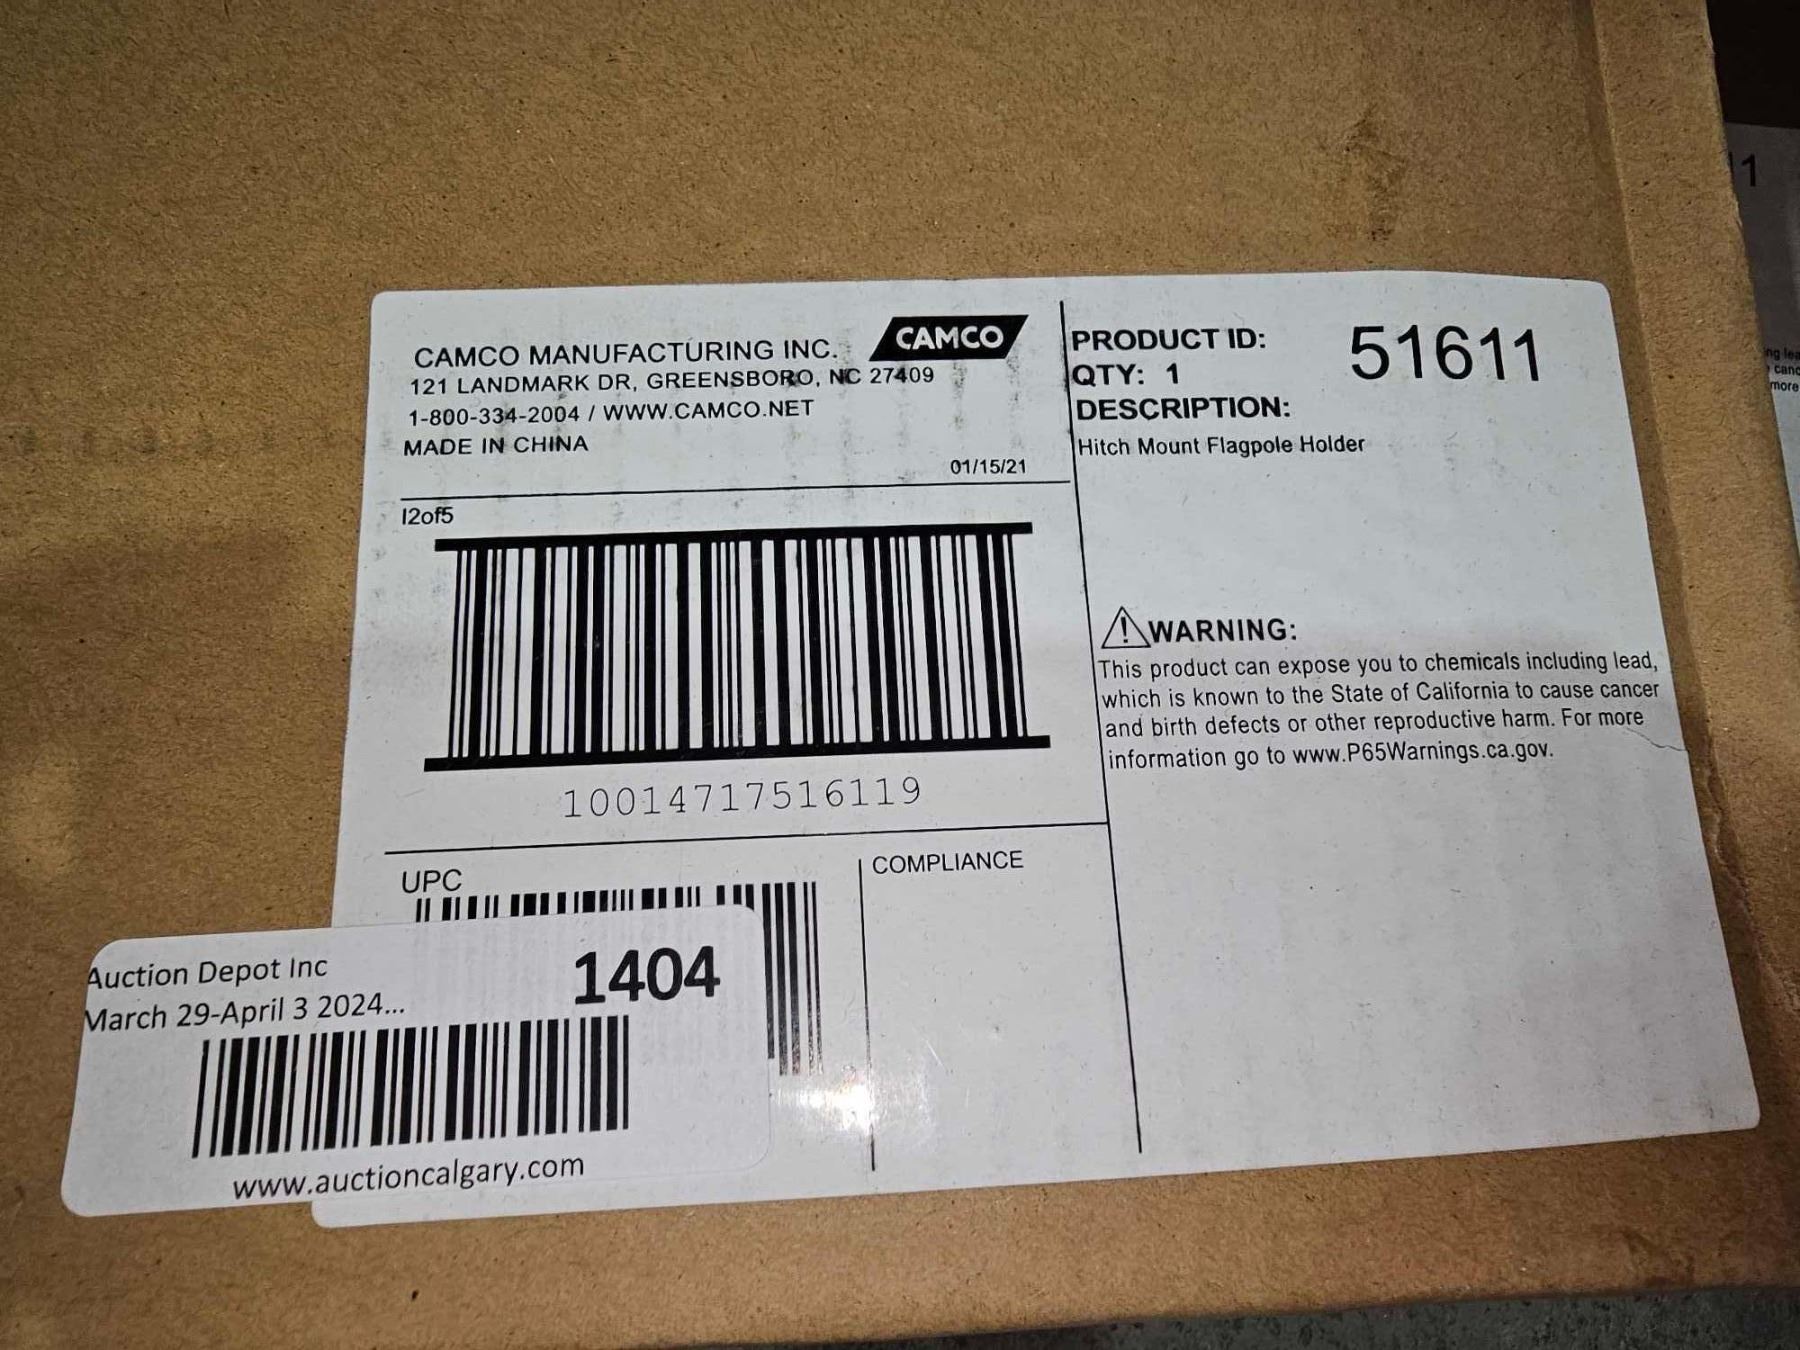 CAMCO MANUFACTURING INC.
CAMCO
121 LANDMARK DR, GREENSBORO, NC 27409
1-800-334-2004 / WWW.CAMCO.NET
MADE IN CHINA
01/15/21
PRODUCT ID: 51611
QTY: 1
DESCRIPTION:
Hitch Mount Flagpole Holder
I2of5
10014717516119
WARNING:
This product can expose you to chemicals including lead,
which is known to the State of California to cause cancer
and birth defects or other reproductive harm. For more
information go to www.P65Warnings.ca.gov.
UPC
COMPLIANCE
Auction Depot Inc
1404
March 29-April 3 2024...
www.auctioncalgary.com
1
more